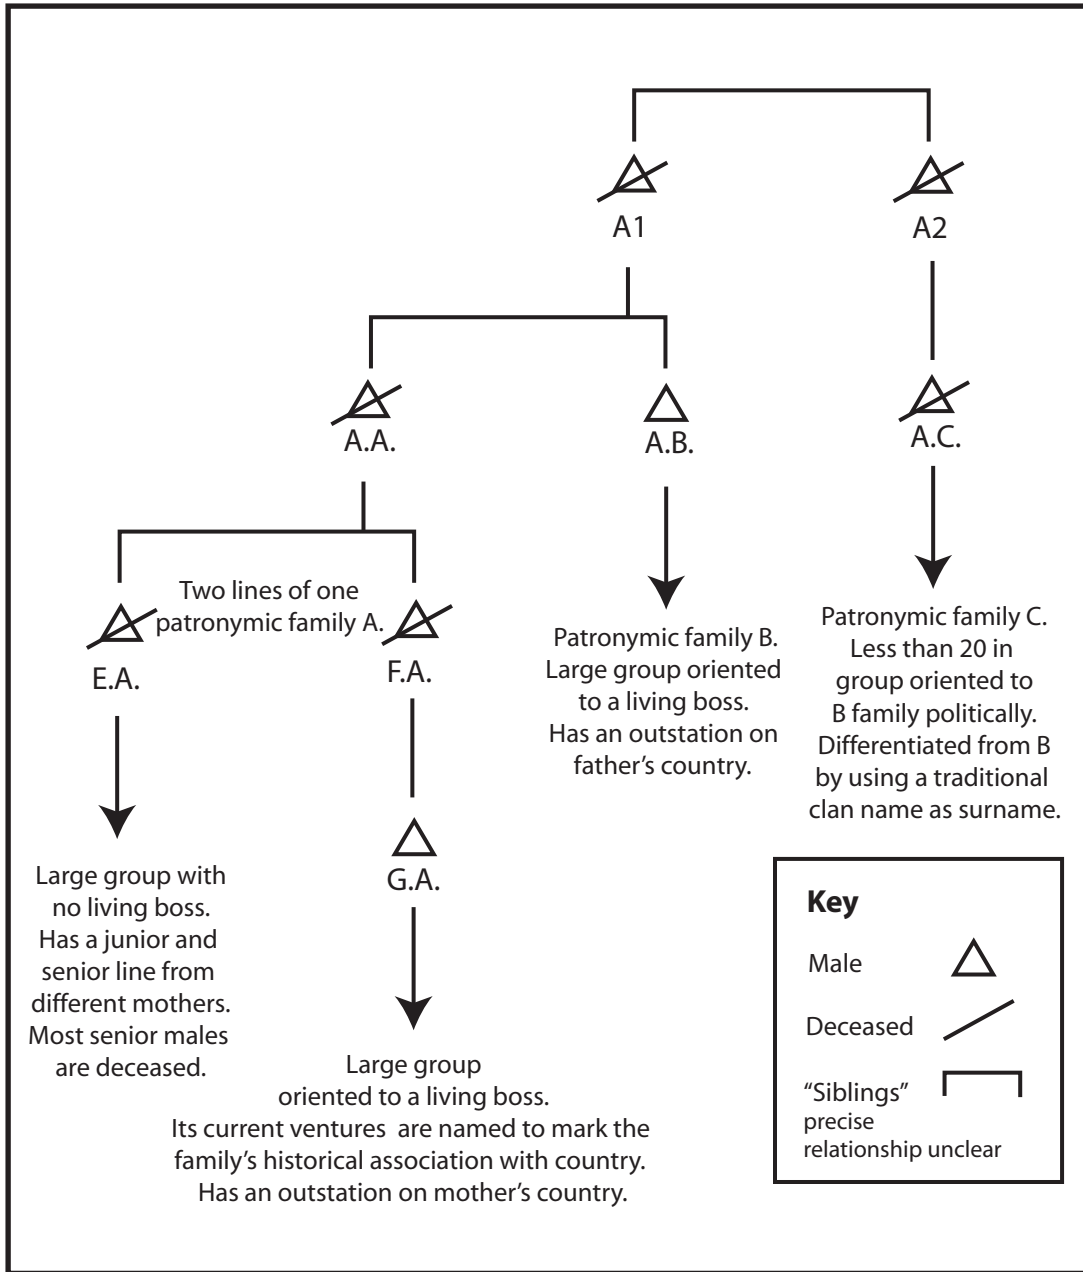 A1
A2
A.A.
A.B.
A.C.
Two lines of one
patronymic family A.
E.A.
F.A.
Patronymic family B.
Large group oriented
to a living boss.
Has an outstation on
father's country.
Patronymic family C.
Less than 20 in
group oriented to
B family politically.
Differentiated from B
by using a traditional
clan name as surname.
G.A.
Large group with
no living boss.
Has a junior and
senior line from
different mothers.
Most senior males
are deceased.
Large group
oriented to a living boss.
Its current ventures are named to mark the
family's historical association with country.
Has an outstation on mother's country.
Key
Male
Deceased
“Siblings”
precise
relationship unclear